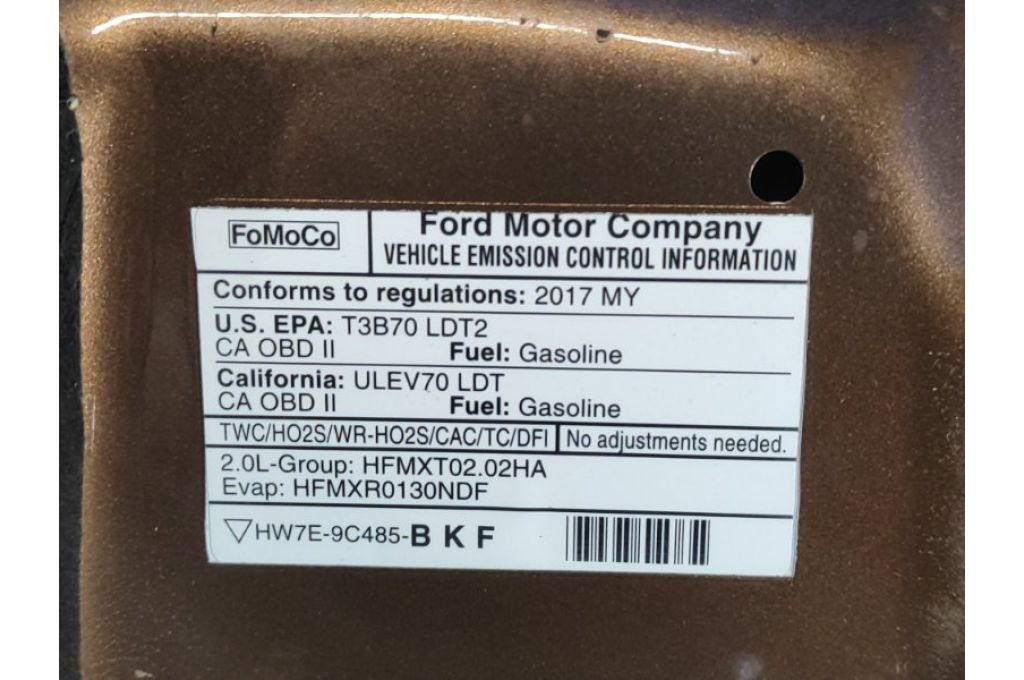 FoMoCo
Ford Motor Company
VEHICLE EMISSION CONTROL INFORMATION
Conforms to regulations: 2017 MY
U.S. EPA: T3B70 LDT2
CA OBD II Fuel: Gasoline
California: ULEV70 LDT
CA OBD II Fuel: Gasoline
TWC/HO2S/WR-HO2S/CAC/TC/DFI No adjustments needed.
2.0L-Group: HFMXT02.02HA
Evap: HFMXR0130NDF
▽HW7E-9C485-B K F